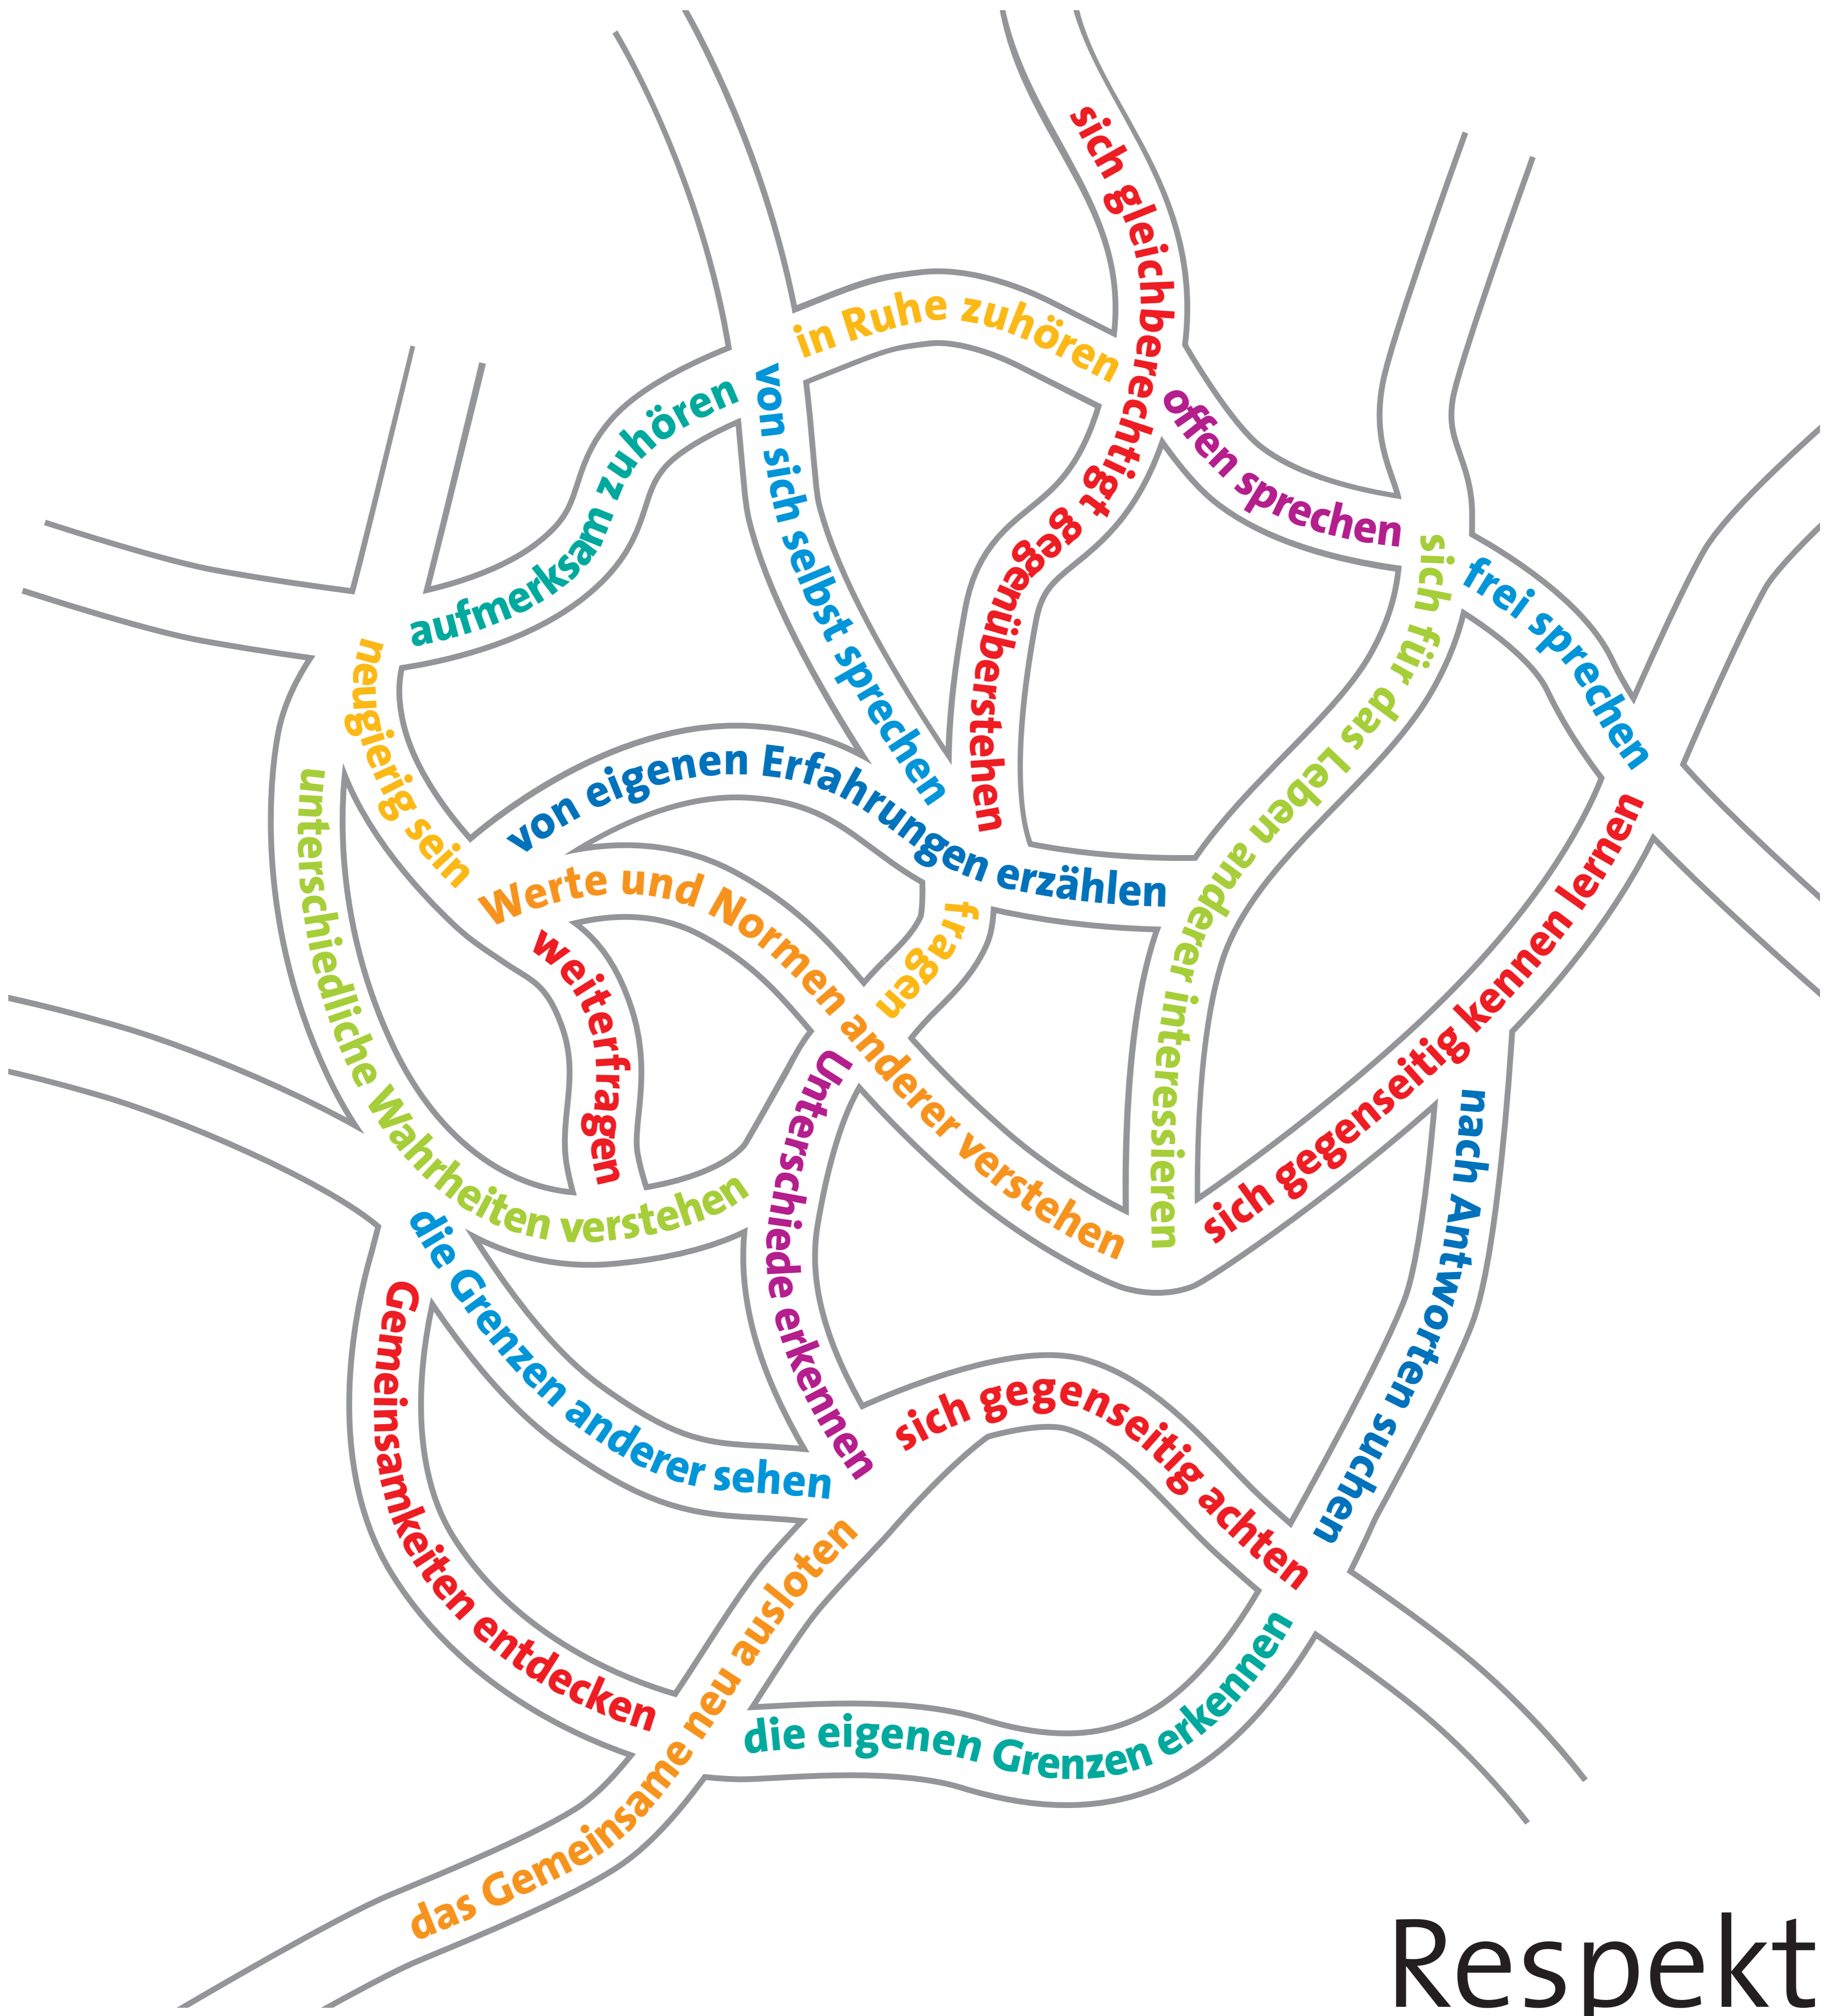 sich gleichberechtigt gegenüberstehen
in Ruhe zuhören
aufmerksam zuhören
von sich selbst sprechen
offen sprechen
sich für das Leben anderer interessieren
frei sprechen
neugierig sein
von eigenen Erfahrungen erzählen
unterschiedliche Wahrheiten verstehen
Werte und Normen anderer verstehen
fragen
weiterfragen
sich gegenseitig kennen lernen
Unterschiede erkennen
nach Antworten suchen
die Grenzen anderer sehen
Gemeinsamkeiten entdecken
sich gegenseitig achten
das Gemeinsame neu ausloten
die eigenen Grenzen erkennen
Respekt